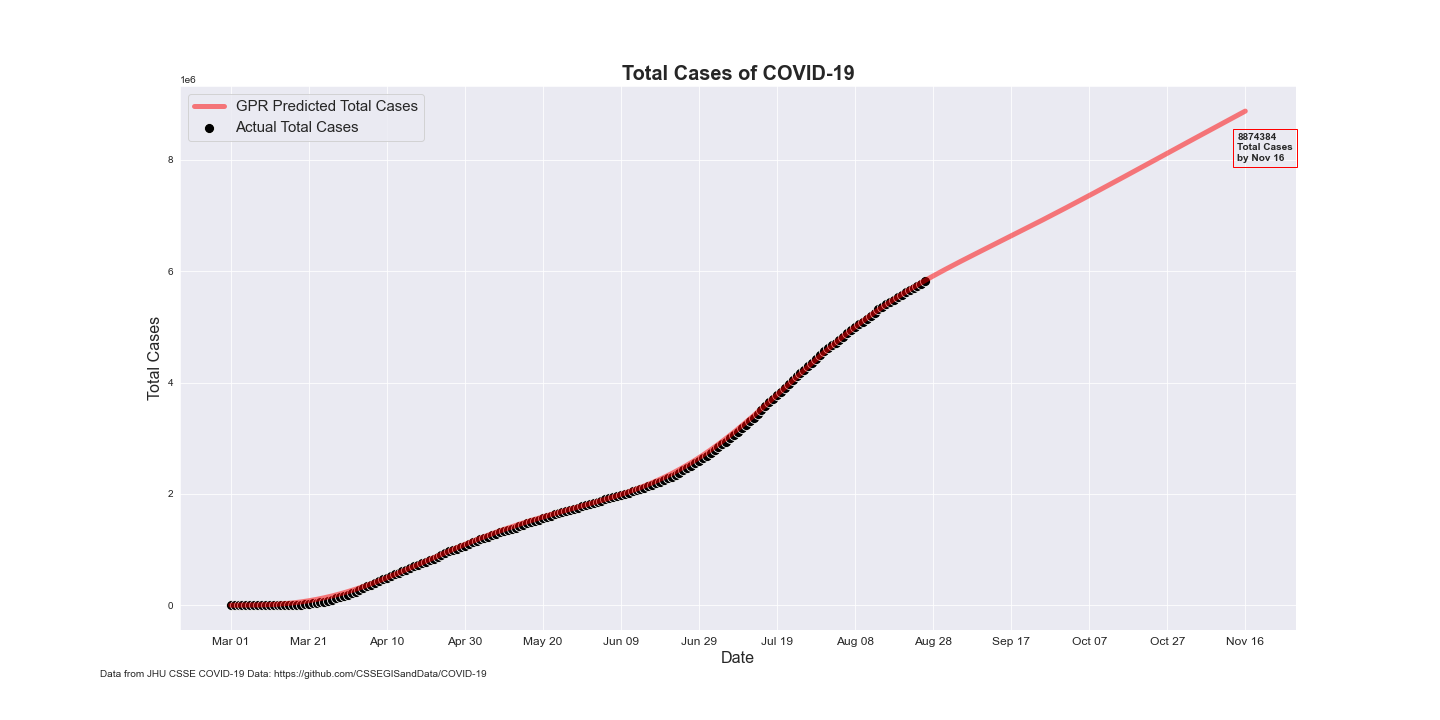 Total Cases of COVID-19
1e6
GPR Predicted Total Cases
Actual Total Cases
8874384
Total Cases
by Nov 16
8
6
4
2
0
Total Cases
Mar 01 Mar 21 Apr 10 Apr 30 May 20 Jun 09 Jun 29 Jul 19 Aug 08 Aug 28 Sep 17 Oct 07 Oct 27 Nov 16
Date
Data from JHU CSSE COVID-19 Data: https://github.com/CSSEGISandData/COVID-19